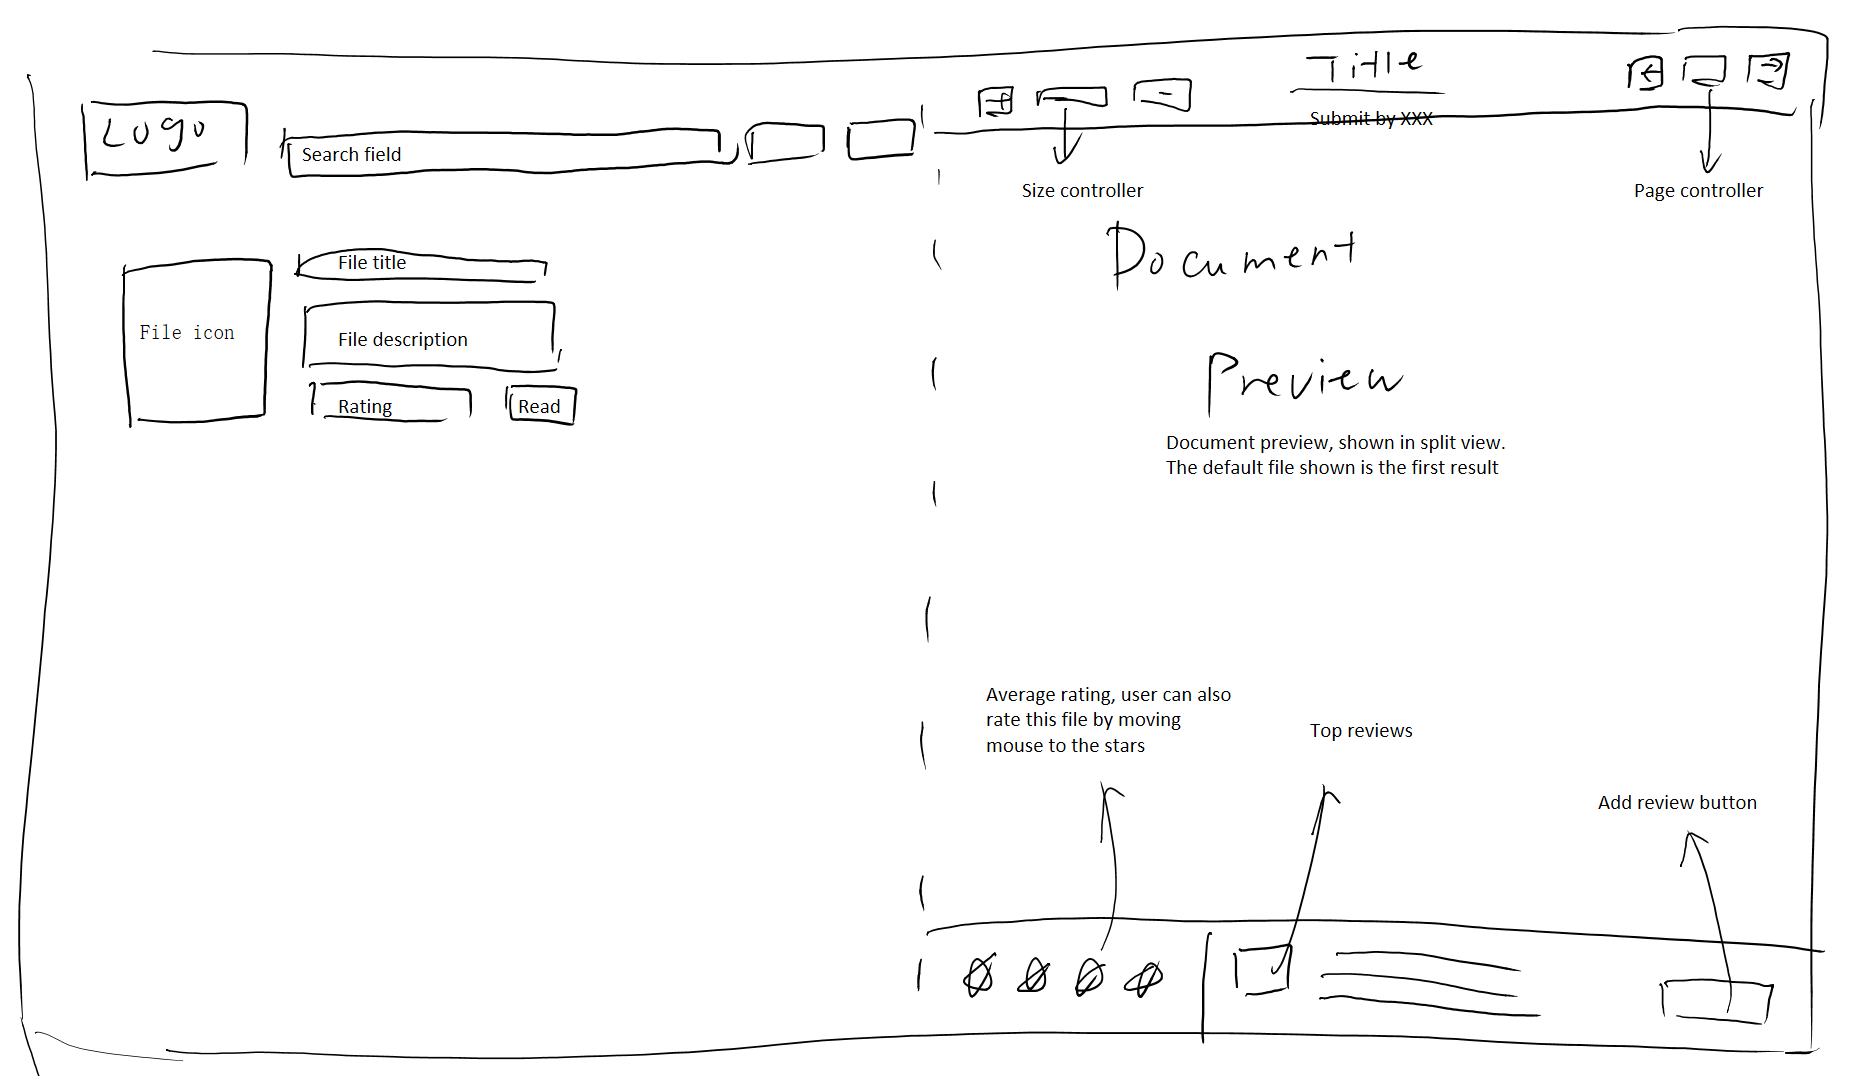 Logo
Search field
File icon
File title
File description
Rating
Read
Title
Submit by XXX
Size controller
Page controller
Document
Preview
Document preview, shown in split view.
The default file shown is the first result
Average rating, user can also
rate this file by moving
mouse to the stars
Top reviews
Add review button